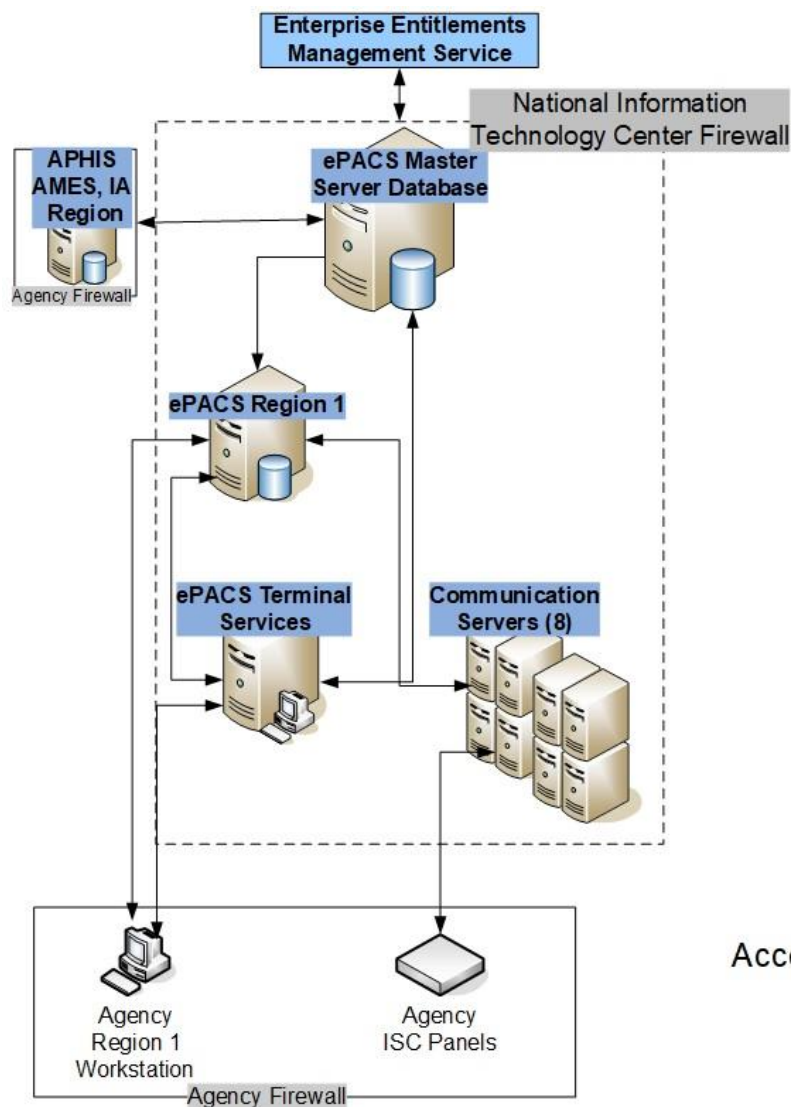 Enterprise Entitlements
Management Service
National Information
Technology Center Firewall
ePACS Master
Server Database
APHIS
AMES, IA
Region
Agency Firewall
ePACS Region 1
ePACS Terminal
Services
Communication
Servers (8)
Agency
Region 1
Workstation
Agency
ISC Panels
Agency Firewall